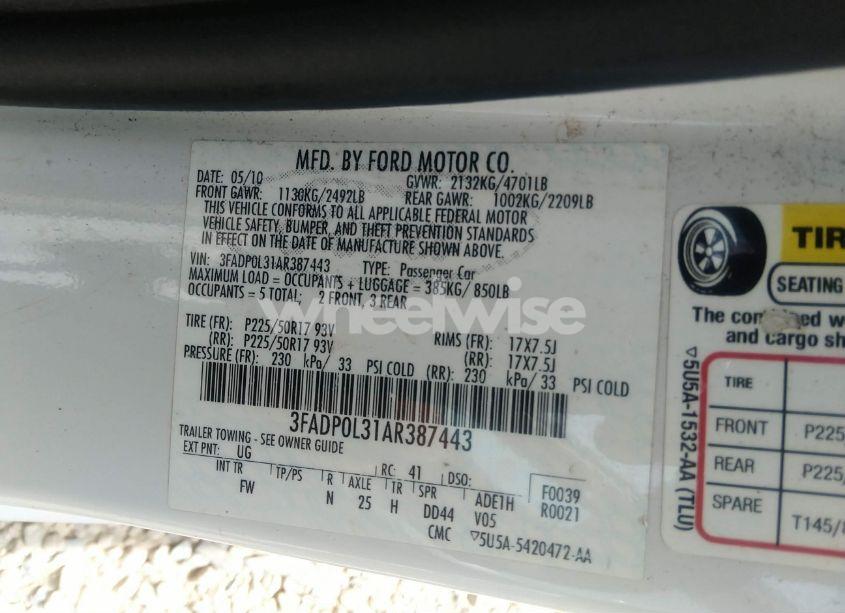 MFD. BY FORD MOTOR CO.
DATE: 05/10 GVWR: 2132KG/4701LB
FRONT GAWR: 1130KG/2492LB REAR GAWR: 1002KG/2209LB
THIS VEHICLE CONFORMS TO ALL APPLICABLE FEDERAL MOTOR
VEHICLE SAFETY, BUMPER, AND THEFT PREVENTION STANDARDS
IN EFFECT ON THE DATE OF MANUFACTURE SHOWN ABOVE.
VIN: 3FADP0L31AR387443 TYPE: Passenger Car
MAXIMUM LOAD = OCCUPANTS + LUGGAGE = 385KG/ 850LB
OCCUPANTS = 5 TOTAL; 2 FRONT, 3 REAR
wheelwise
TIRE (FR): P225/50R17 93V RIMS (FR): 17X7.5J
(RR): P225/50R17 93V (RR): 17X7.5J
PRESSURE (FR): 230 kPa/ 33 PSI COLD (RR): 230 kPa/ 33 PSI COLD
3FADP0L31AR387443
TRAILER TOWING - SEE OWNER GUIDE
EXT PNT: UG RC: 41 DSO:
INT TR TP/PS R AXLE TR SPR ADE1H F0039
FW N 25 H DD44 V05 R0021
CMC ▽5U5A-5420472-AA
TIR
SEATING
The combined w
and cargo sh
▽5U5A-1532-AA (TLU)
TIRE
FRONT P225
REAR P225/
SPARE T145/8